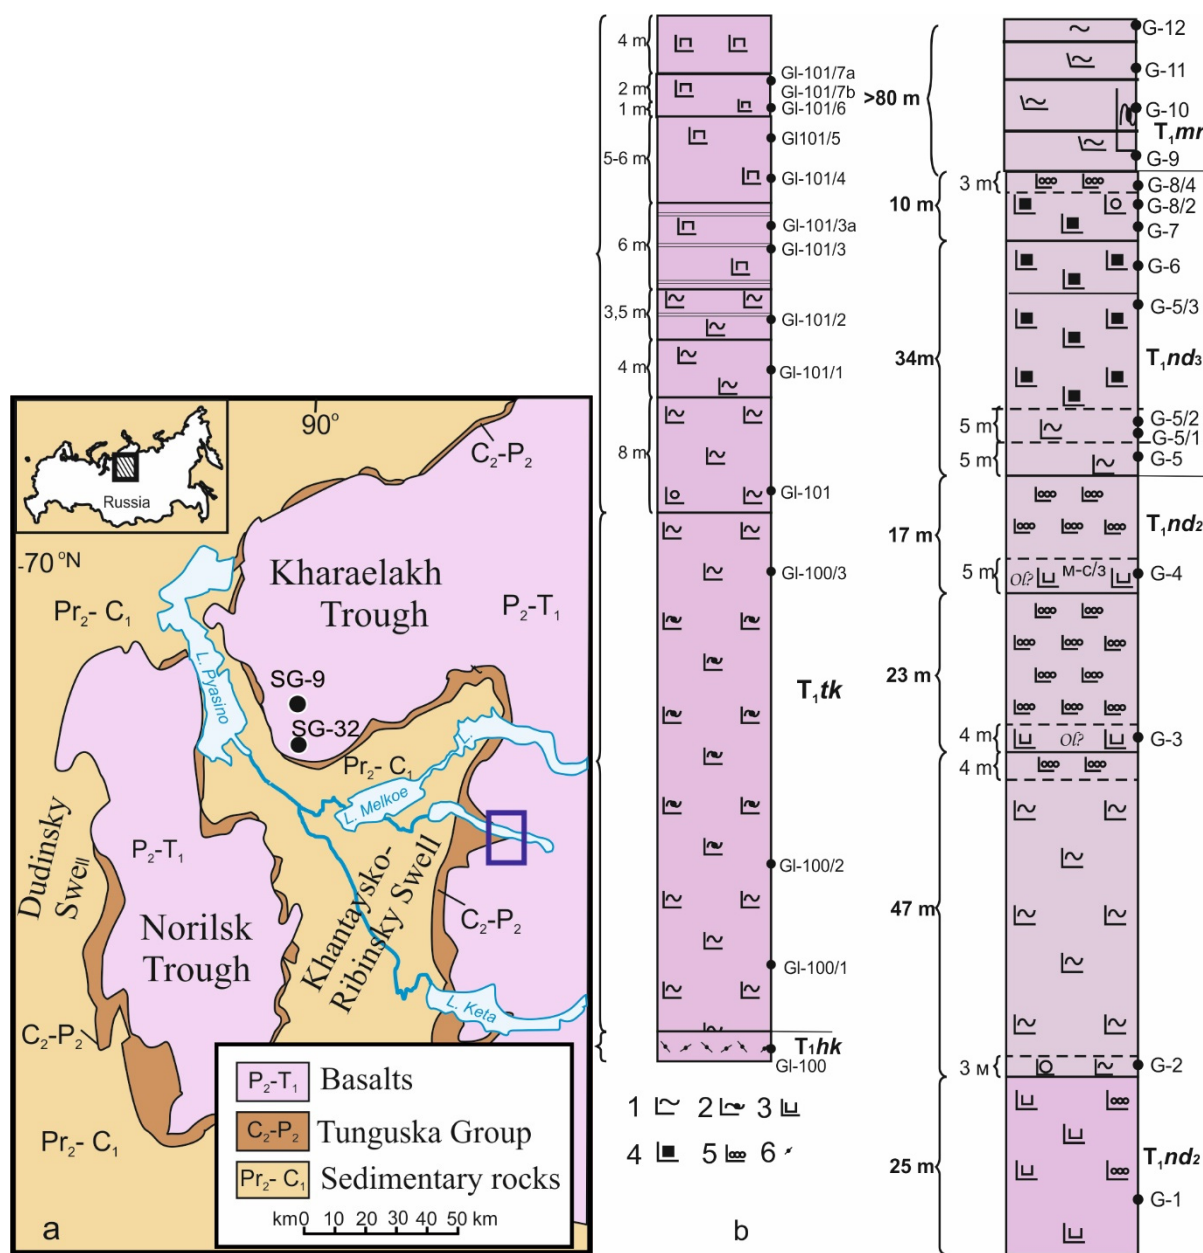 90°
C₂-P₂
Russia
-70 °N
Kharaelakh
Trough
P₂-T₁
Pr₂- C₁
L. Pyasino
SG-9
SG-32
Pr₂- C₁
L.
L. Melkoe
Dudinsky
Swell
P₂-T₁
Norilsk
Trough
Khantaysko-
Ribinsky Swell
C₂-P₂
L. Keta
C₂-P₂
Pr₂- C₁
P₂-T₁ Basalts
C₂-P₂ Tunguska Group
Pr₂- C₁ Sedimentary rocks
km0 10 20 30 40 50 km
a
4 m
2 m
1 m
5-6 m
6 m
3,5 m
4 m
8 m
Gl-101/7a
Gl-101/7b
Gl-101/6
Gl101/5
Gl-101/4
Gl-101/3a
Gl-101/3
Gl-101/2
Gl-101/1
Gl-101
Gl-100/3
T₁tk
Gl-100/2
Gl-100/1
T₁hk
Gl-100
1 2 3
4 5 6
b
>80 m
3 m
10 m
34m
5 m
5 m
17 m
5 m
23 m
4 m
4 m
47 m
3 м
25 m
Ol? м-с/з
Ol?
G-12
G-11
G-10
T₁mr
G-9
G-8/4
G-8/2
G-7
G-6
G-5/3
T₁nd₃
G-5/2
G-5/1
G-5
T₁nd₂
G-4
G-3
G-2
T₁nd₂
G-1